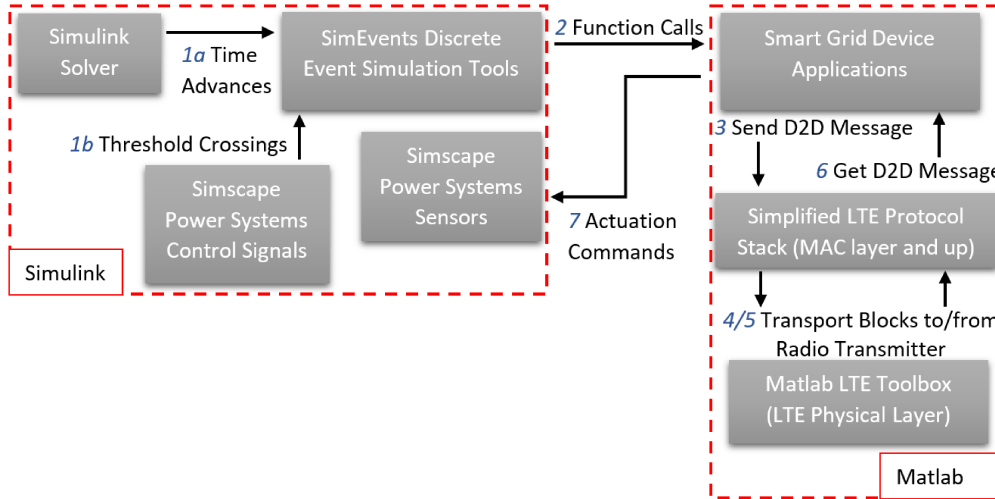 Simulink
Solver
1a Time
Advances
SimEvents Discrete
Event Simulation Tools
2 Function Calls
Smart Grid Device
Applications
1b Threshold Crossings
Simscape
Power Systems
Control Signals
Simscape
Power Systems
Sensors
3 Send D2D Message
6 Get D2D Message
7 Actuation
Commands
Simplified LTE Protocol
Stack (MAC layer and up)
Simulink
4/5 Transport Blocks to/from
Radio Transmitter
Matlab LTE Toolbox
(LTE Physical Layer)
Matlab